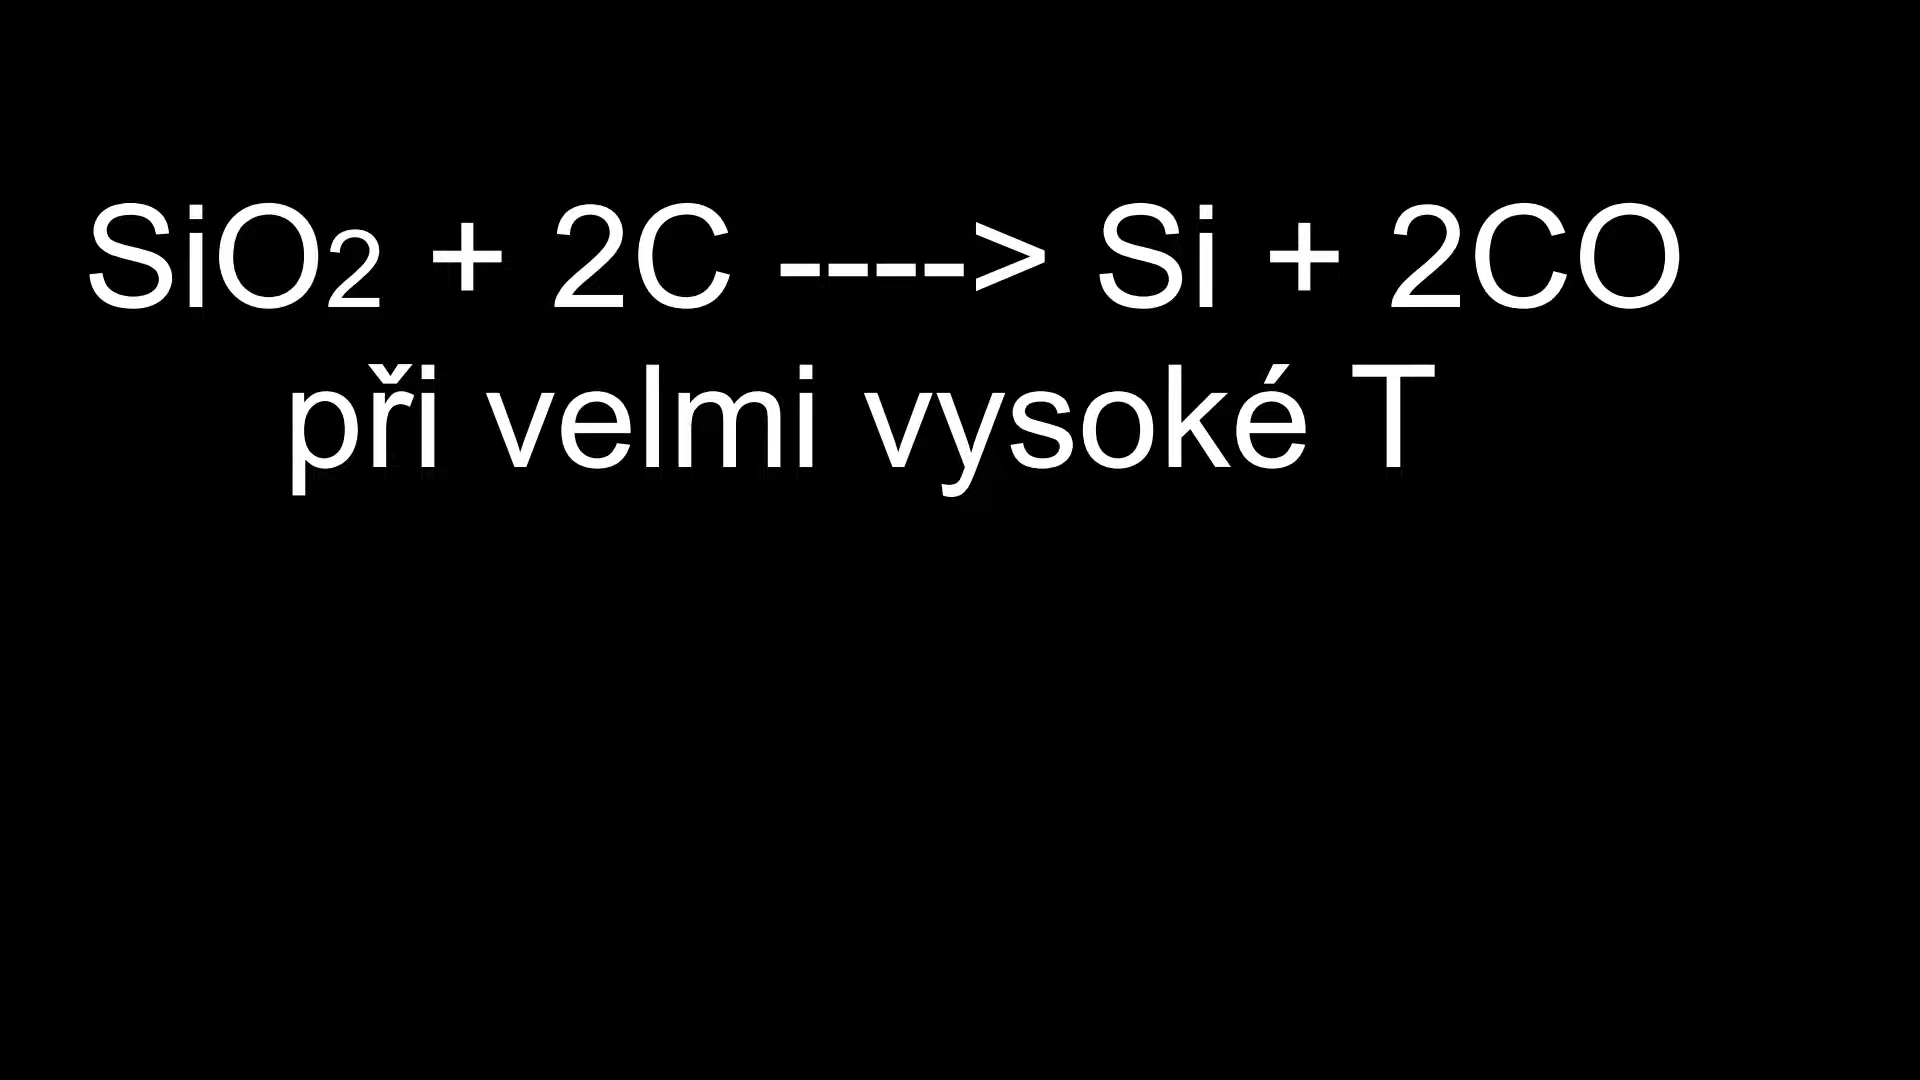 SiO2 + 2C ----> Si + 2CO
při velmi vysoké T